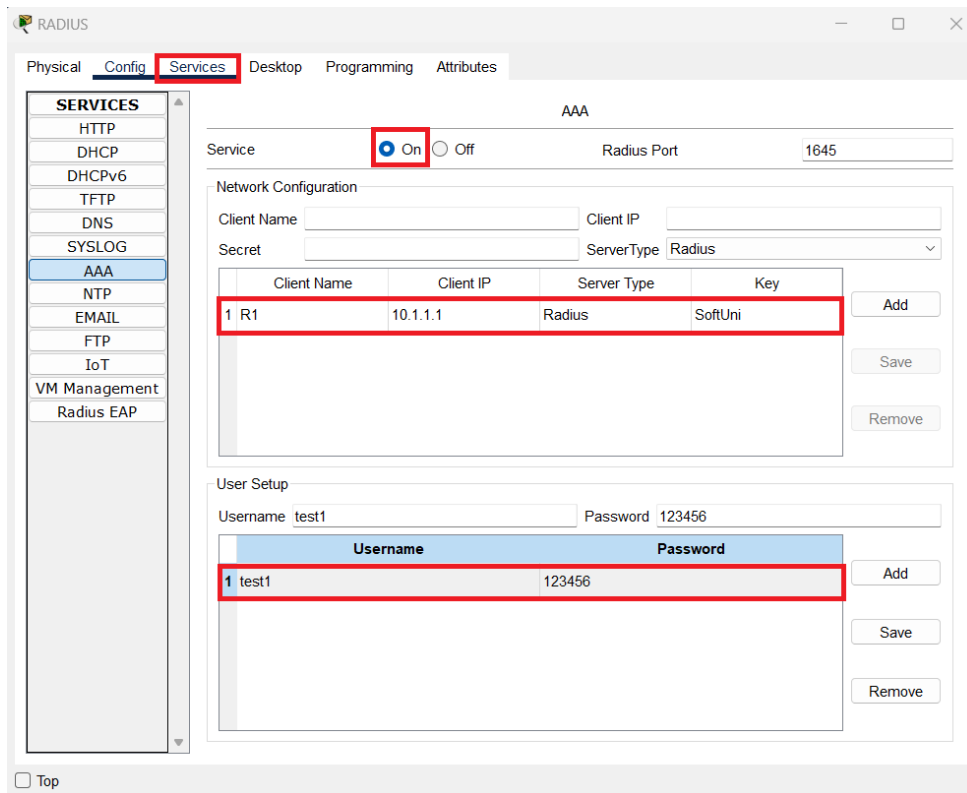 RADIUS
Physical Config Services Desktop Programming Attributes
SERVICES
HTTP
DHCP
DHCPv6
TFTP
DNS
SYSLOG
AAA
NTP
EMAIL
FTP
IoT
VM Management
Radius EAP
AAA
Service On Off Radius Port 1645
Network Configuration
Client Name Client IP
Secret ServerType Radius
Client Name Client IP Server Type Key
1 R1 10.1.1.1 Radius SoftUni
Add
Save
Remove
User Setup
Username test1 Password 123456
Username Password
1 test1 123456
Add
Save
Remove
Top